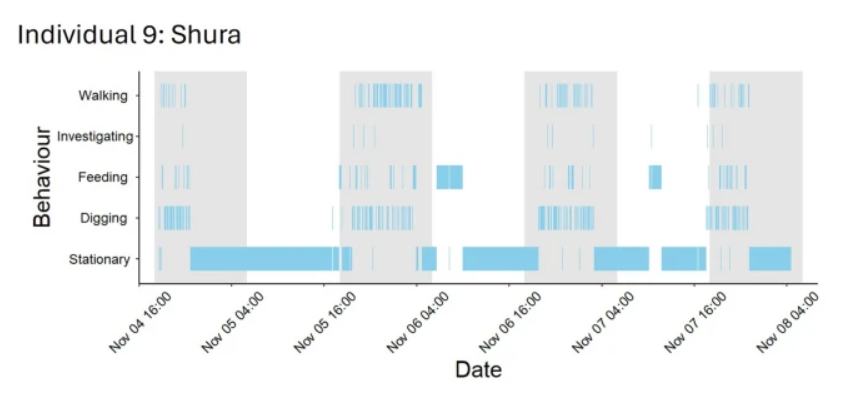 Individual 9: Shura
Behaviour
Walking
Investigating
Feeding
Digging
Stationary
Nov 04 16:00
Nov 05 04:00
Nov 05 16:00
Nov 06 04:00
Nov 06 16:00
Nov 07 04:00
Nov 07 16:00
Nov 08 04:00
Date